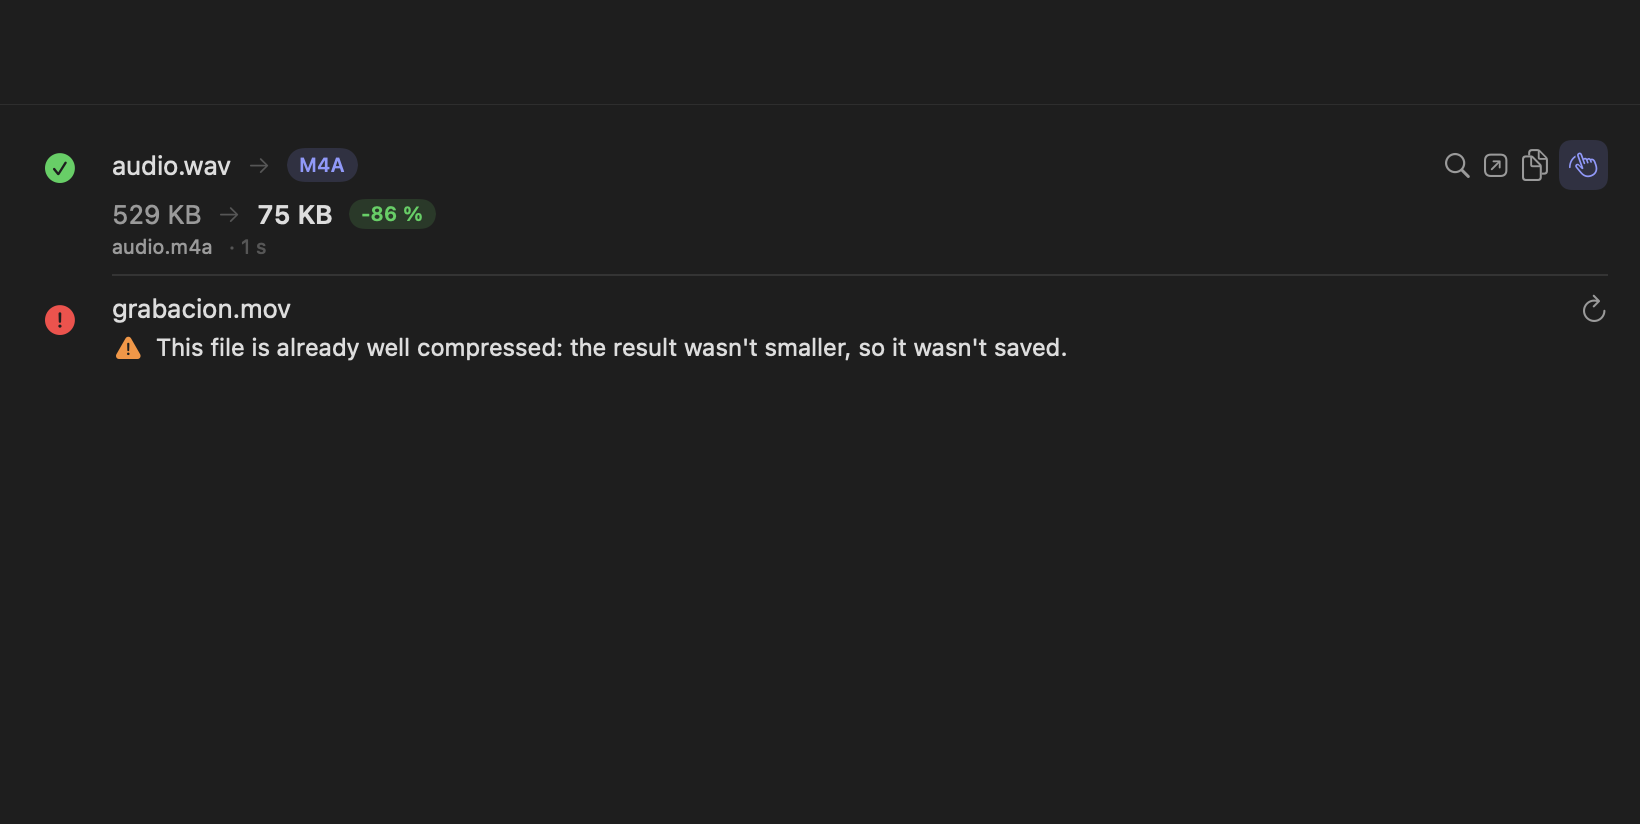 audio.wav → M4A
529 KB → 75 KB -86 %
audio.m4a · 1 s
grabacion.mov
This file is already well compressed: the result wasn't smaller, so it wasn't saved.